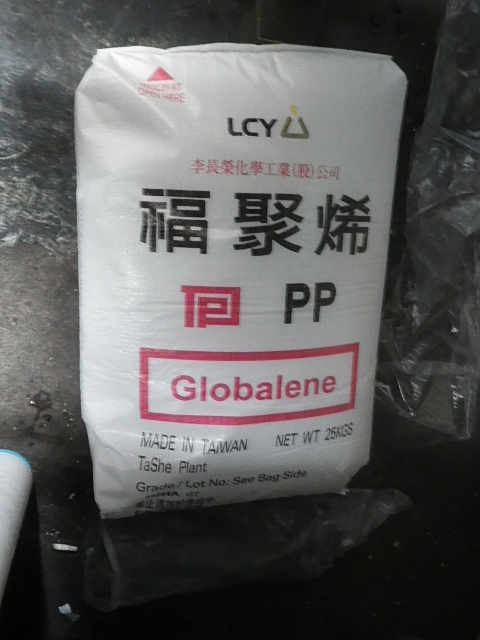 OPEN HERE
LCY
李長榮化學工業(股)公司
福聚烯
PP
Globalene
MADE IN TAIWAN NET WT 25KGS
TaShe Plant
Grade / Lot No: See Bag Side